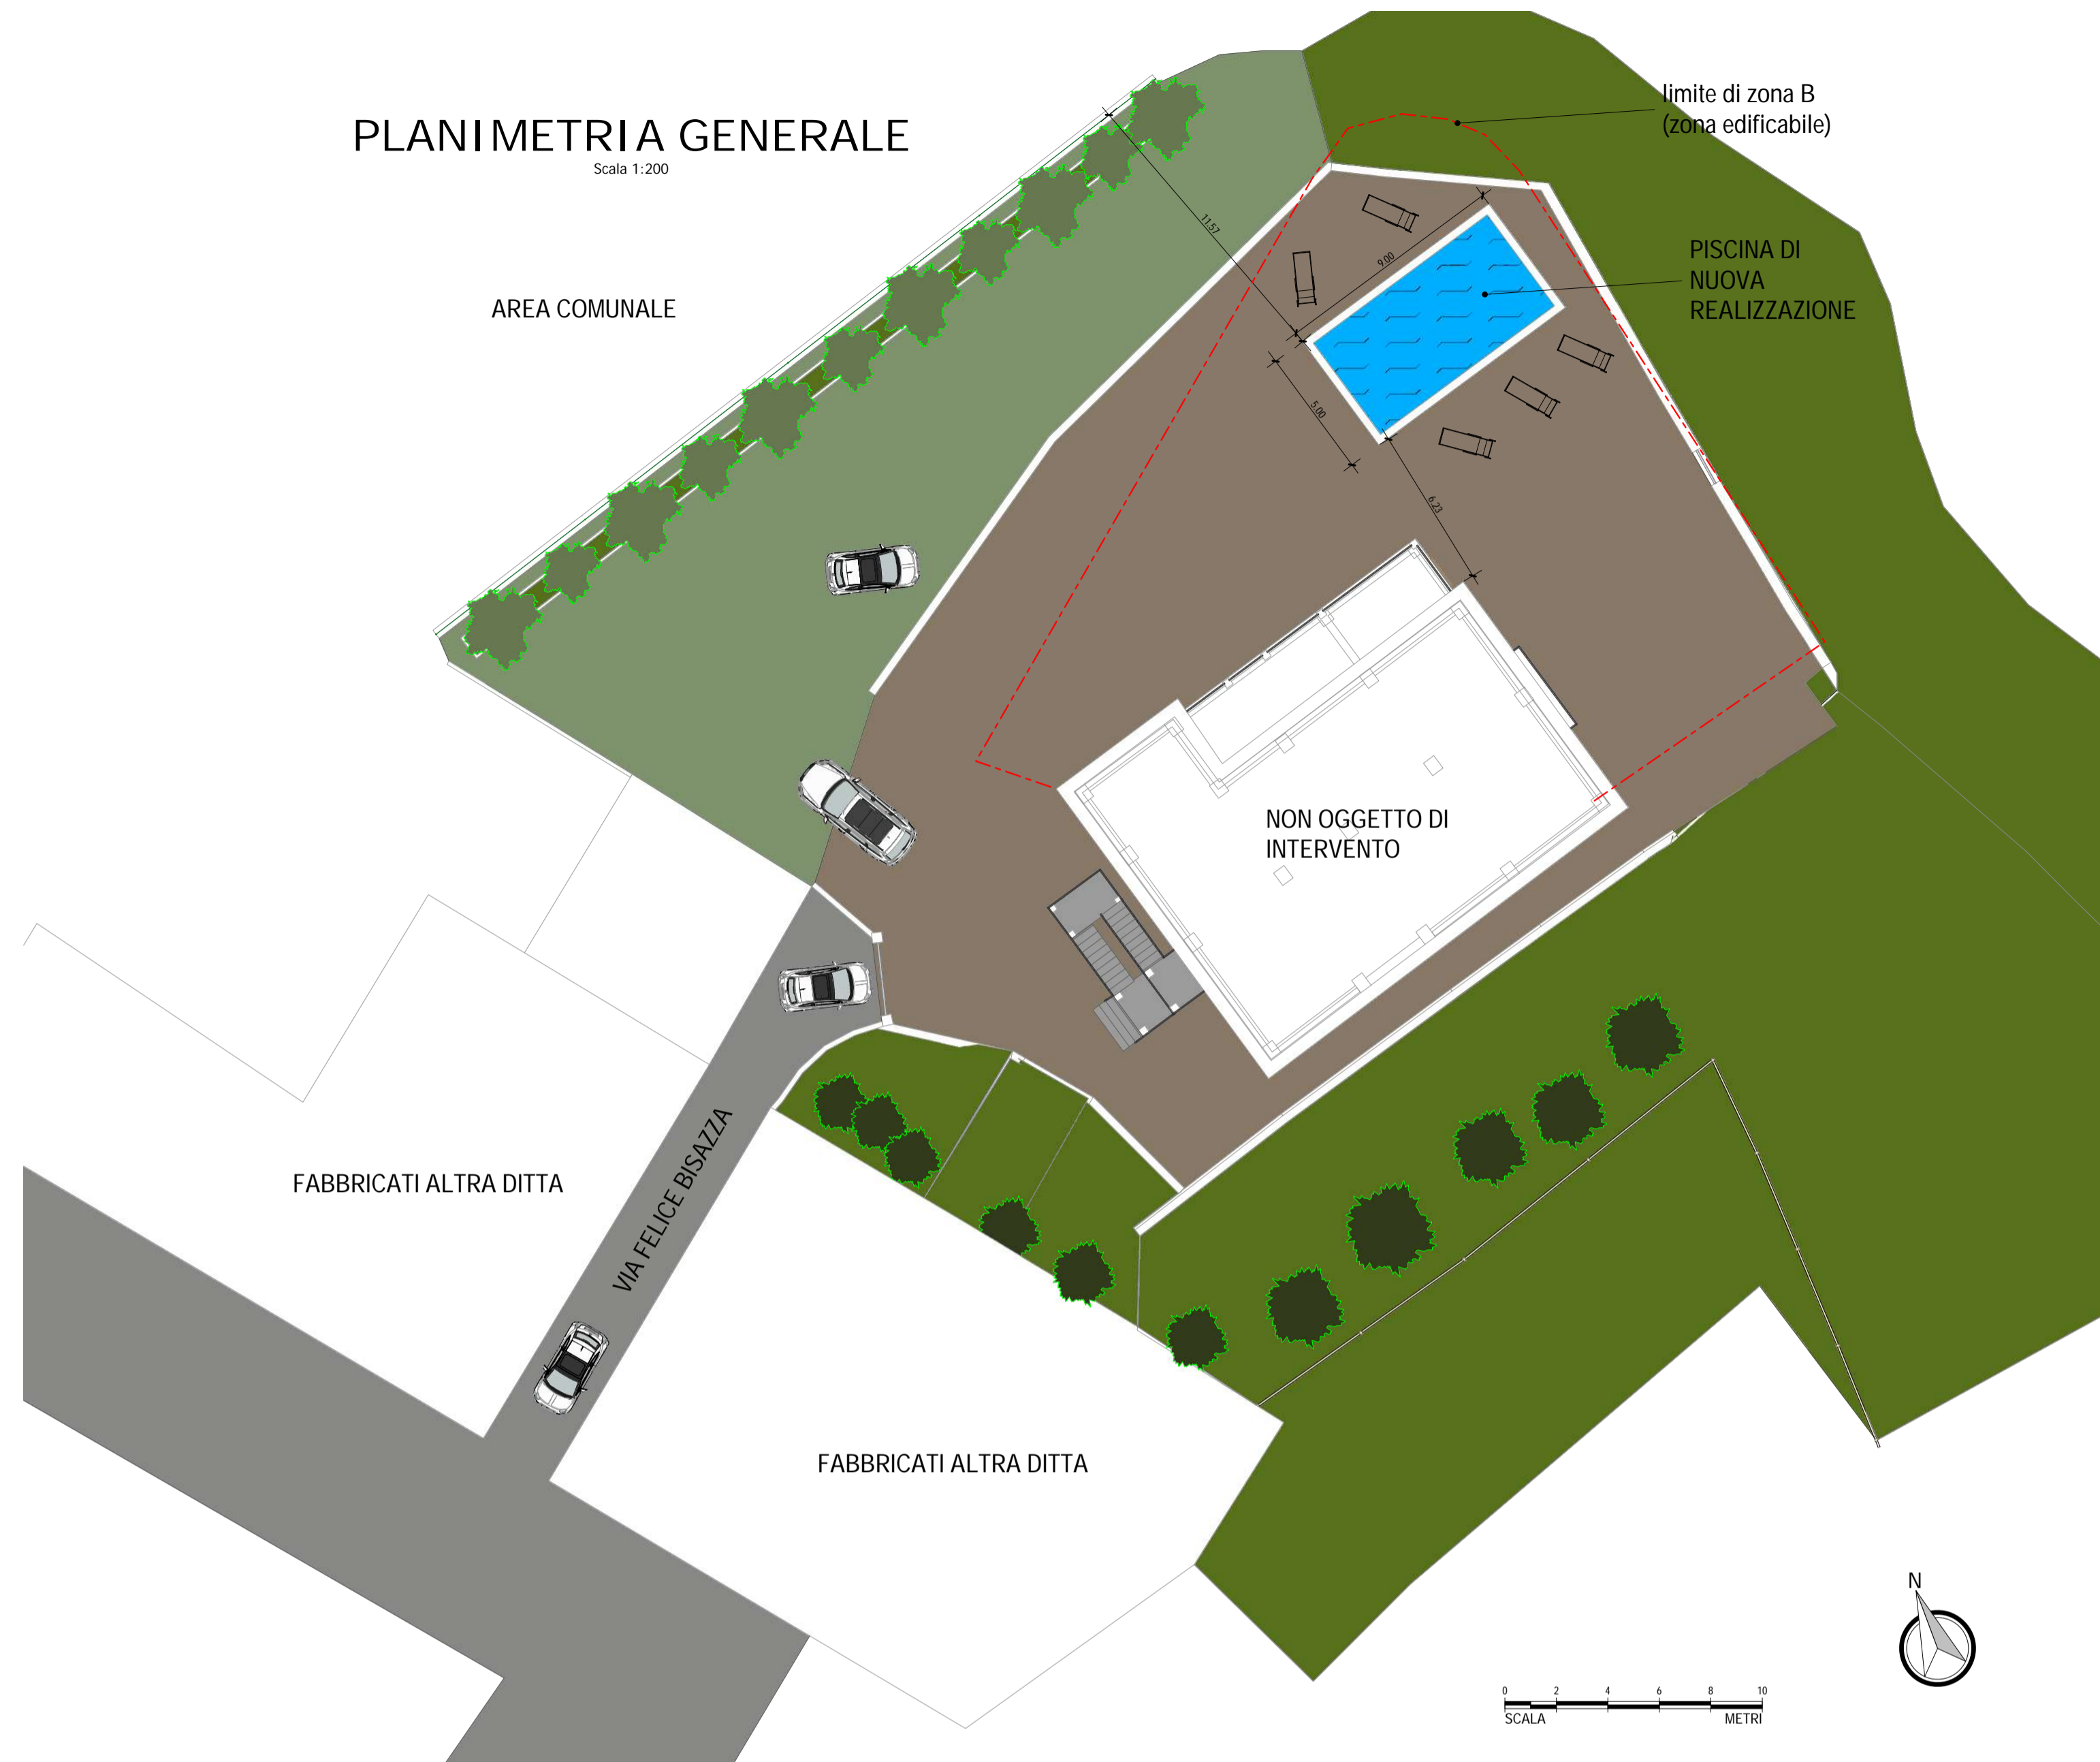 PLANIMETRIA GENERALE
Scala 1:200
limite di zona B
(zona edificabile)
11.57
9.00
PISCINA DI
NUOVA
REALIZZAZIONE
AREA COMUNALE
5.00
6.23
NON OGGETTO DI
INTERVENTO
FABBRICATI ALTRA DITTA
VIA FELICE BISAZZA
FABBRICATI ALTRA DITTA
N
0 2 4 6 8 10
SCALA METRI